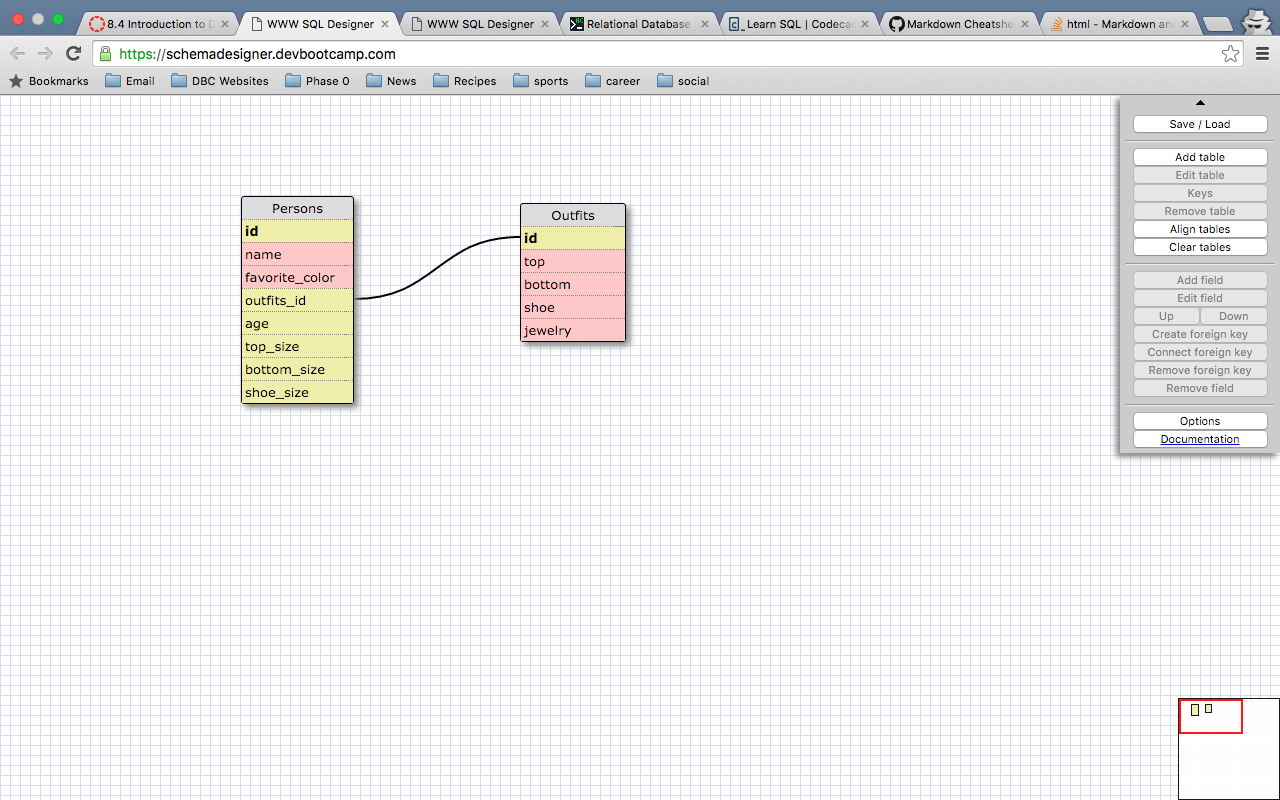 8.4 Introduction to D
WWW SQL Designer
WWW SQL Designer
Relational Database
Learn SQL | Codeca
Markdown Cheatshe
html - Markdown an
https://schemadesigner.devbootcamp.com
Bookmarks Email DBC Websites Phase 0 News Recipes sports career social
Persons
id
name
favorite_color
outfits_id
age
top_size
bottom_size
shoe_size
Outfits
id
top
bottom
shoe
jewelry
Save / Load
Add table
Edit table
Keys
Remove table
Align tables
Clear tables
Add field
Edit field
Up Down
Create foreign key
Connect foreign key
Remove foreign key
Remove field
Options
Documentation